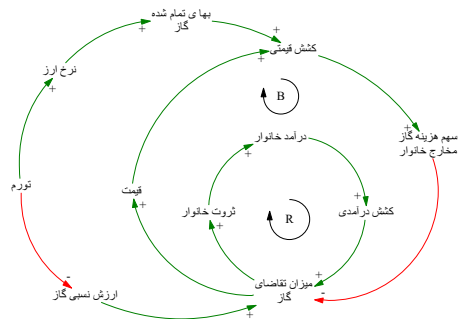 بها ی تمام شده
گاز
+
+
کشش قیمتی
+
نرخ ارز
+
B
+
سهم هزینه گاز
مخارج خانوار
درآمد خانوار
+
تورم
قیمت
+
ثروت خانوار
+
R
کشش درآمدی
+
-
ارزش نسبی گاز
میزان تقاضای
گاز
+
-
+